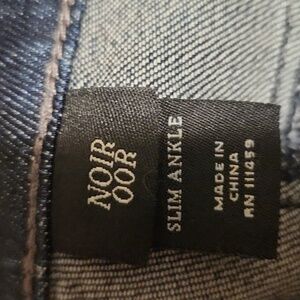 NOIR
OOR
SLIM ANKLE
MADE IN
CHINA
RN 111459